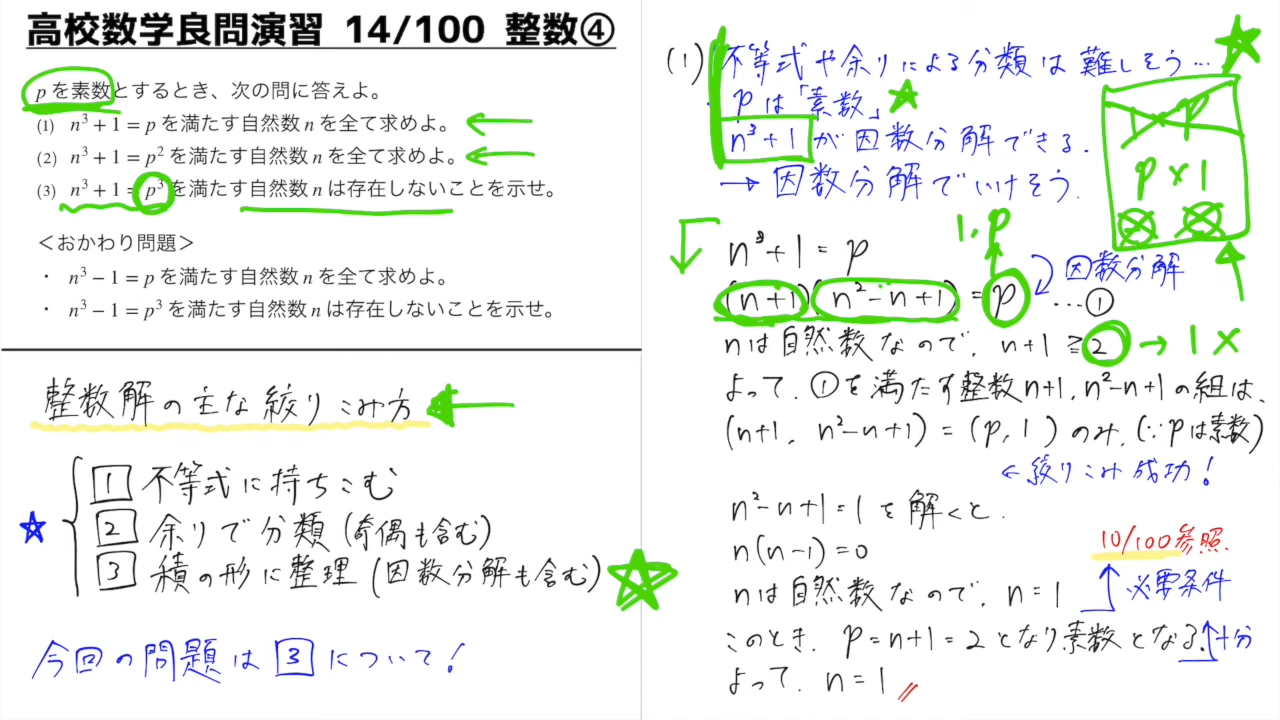 高校数学良問演習 14/100 整数④
pを素数とするとき、次の問に答えよ。
(1) n³ + 1 = p を満たす自然数 n を全て求めよ。
(2) n³ + 1 = p² を満たす自然数 n を全て求めよ。
(3) n³ + 1 = p³ を満たす自然数 n は存在しないことを示せ。
＜おかわり問題＞
・ n³ − 1 = p を満たす自然数 n を全て求めよ。
・ n³ − 1 = p³ を満たす自然数 n は存在しないことを示せ。
整数解の主な絞りこみ方
1 不等式に持ちこむ
2 余りで分類 (奇偶も含む)
3 積の形に整理 (因数分解も含む)
今回の問題は 3 について!
(1) 不等式や余りによる分類は難しそう…
・pは「素数」
n³+1 が因数分解できる.
→ 因数分解でいけそう.
p
p×1
1, p
n³+1 = p
因数分解
(n+1)(n²−n+1) = p …①
nは自然数なので, n+1 ≧ 2 → 1 ×
よって, ①を満たす整数n+1, n²−n+1の組は、
(n+1, n²−n+1) = (p, 1) のみ. (∵ pは素数)
← 絞りこみ成功!
n²−n+1=1 を解くと,
n(n−1)=0
10/100参照
nは自然数なので, n=1
必要条件
このとき, p=n+1=2となり素数となる.
十分
よって, n=1